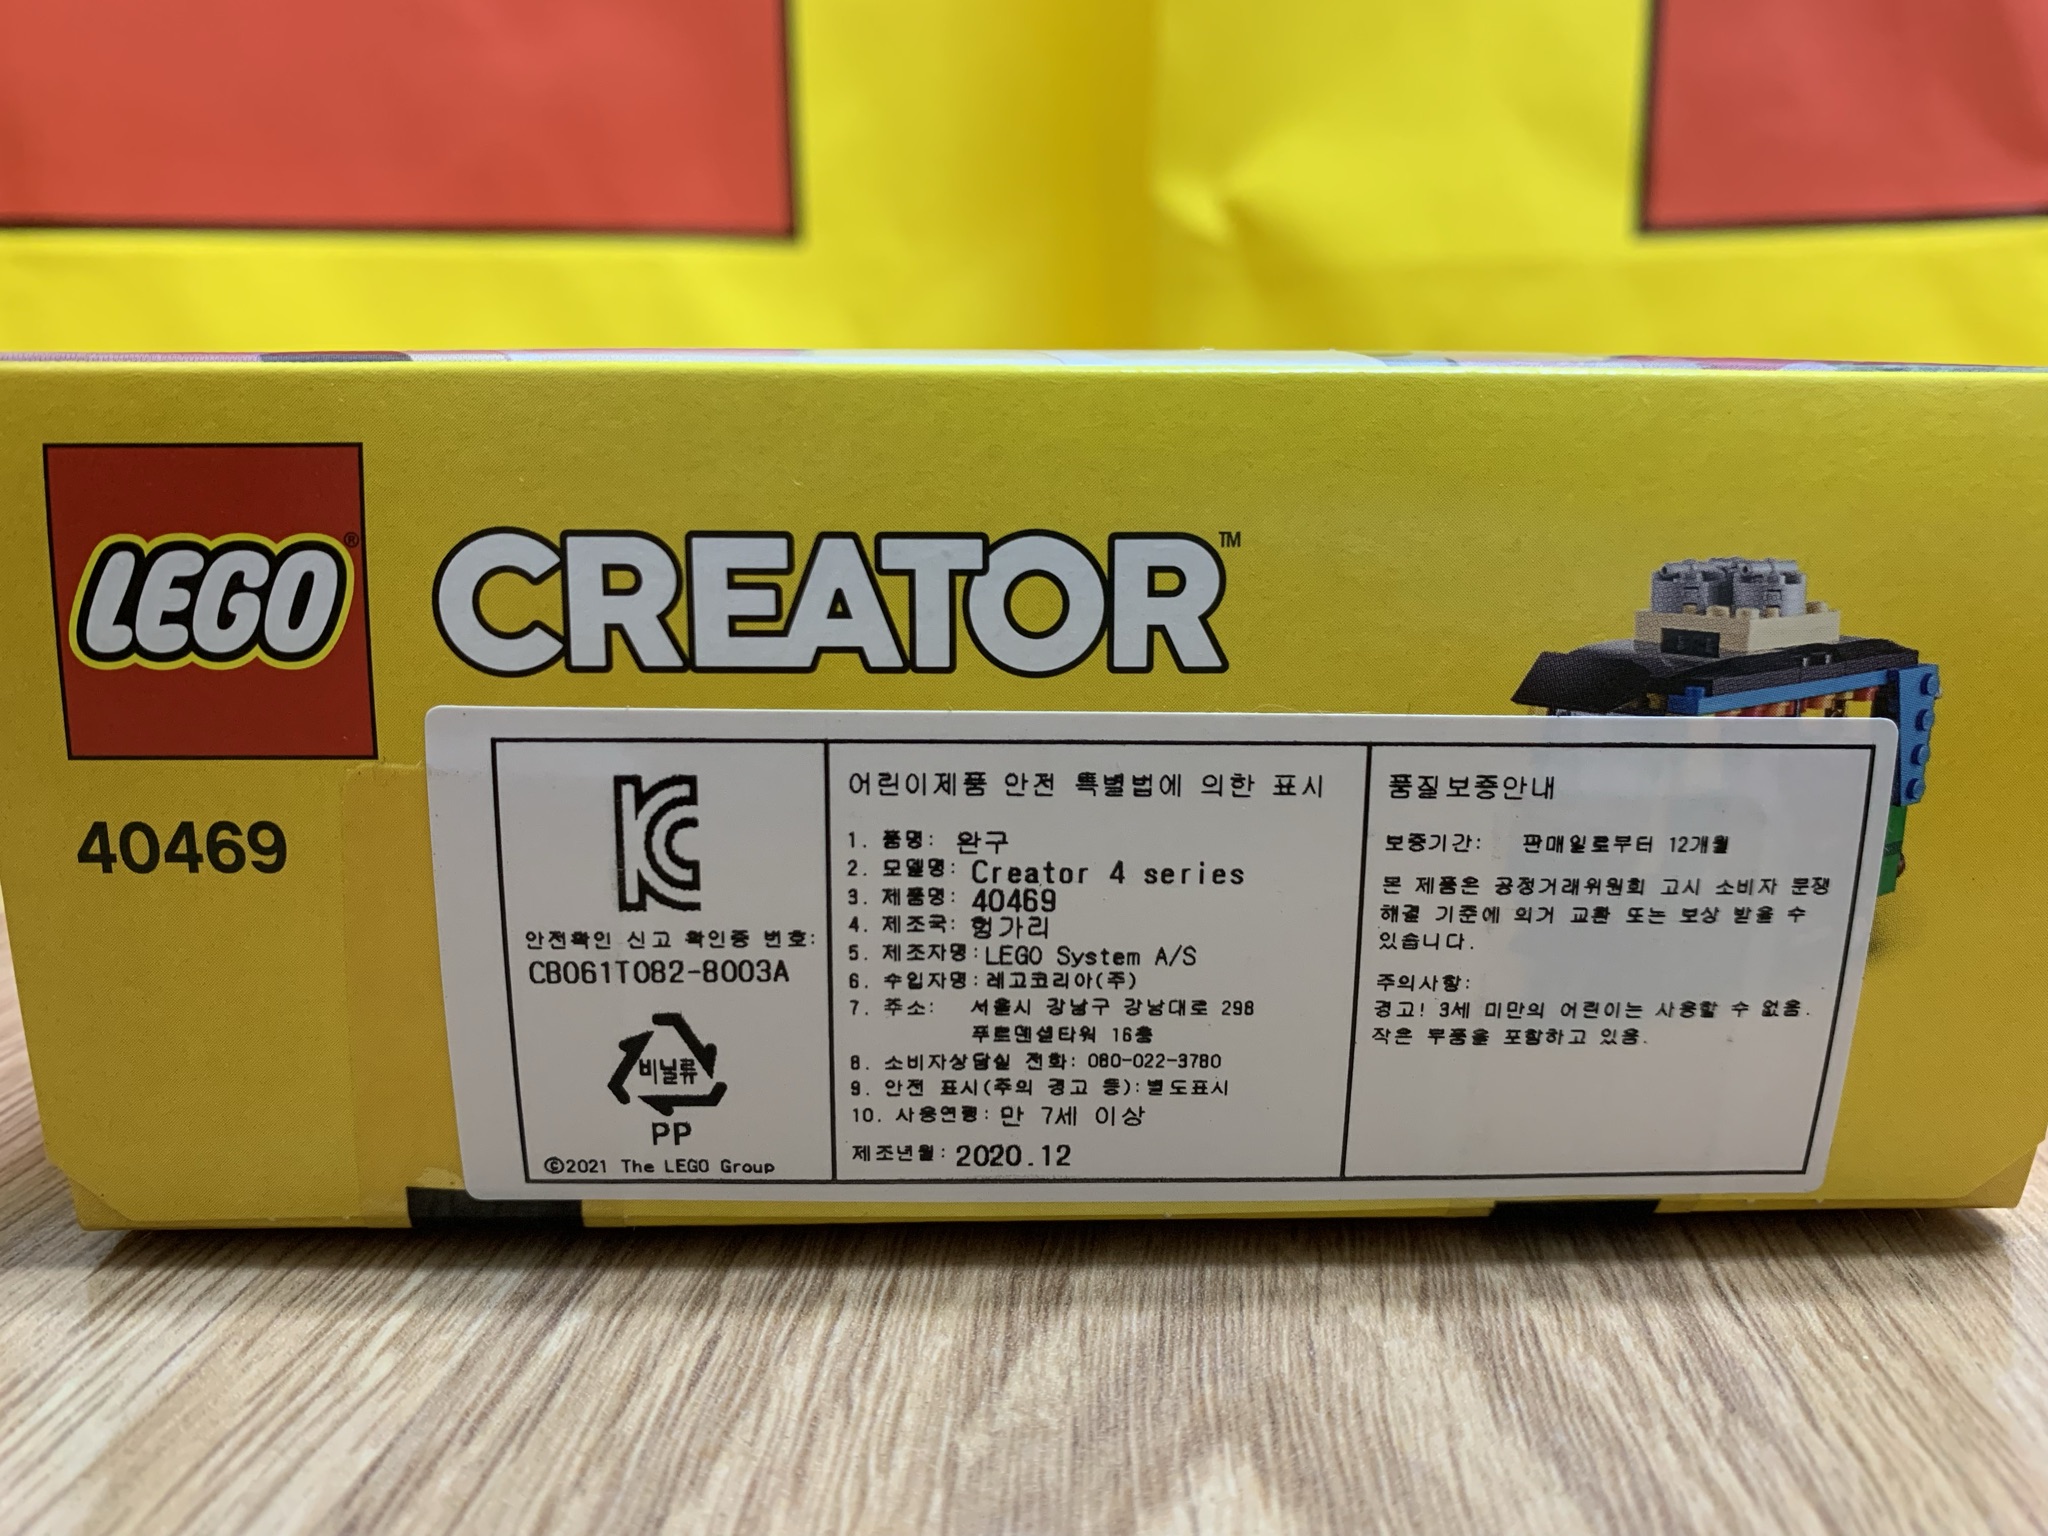 LEGO®
CREATOR™
40469
안전확인 신고 확인증 번호:
CB061T082-8003A
비닐류
PP
©2021 The LEGO Group
어린이제품 안전 특별법에 의한 표시
1. 품명: 완구
2. 모델명: Creator 4 series
3. 제품명: 40469
4. 제조국: 헝가리
5. 제조자명: LEGO System A/S
6. 수입자명: 레고코리아(주)
7. 주소: 서울시 강남구 강남대로 298
푸르덴셜타워 16층
8. 소비자상담실 전화: 080-022-3780
9. 안전 표시(주의 경고 등): 별도표시
10. 사용연령: 만 7세 이상
제조년월: 2020.12
품질보증안내
보증기간: 판매일로부터 12개월
본 제품은 공정거래위원회 고시 소비자 분쟁
해결 기준에 의거 교환 또는 보상 받을 수
있습니다.
주의사항:
경고! 3세 미만의 어린이는 사용할 수 없음.
작은 부품을 포함하고 있음.